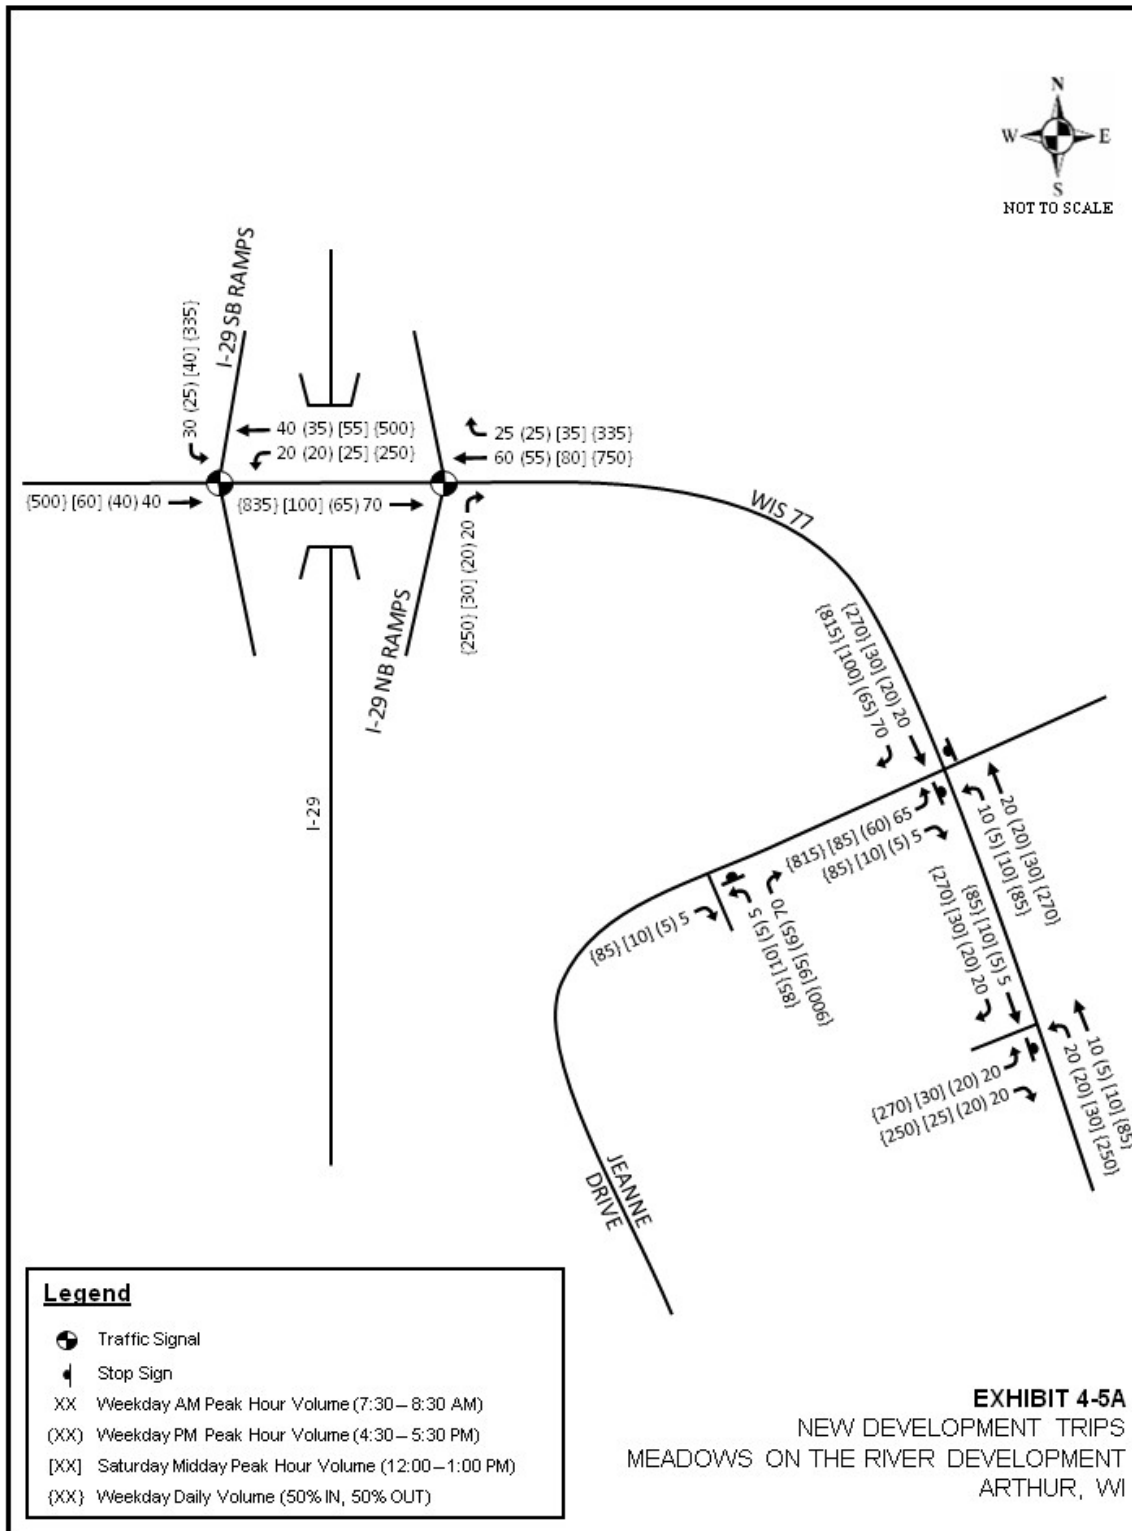 N
W E
S
NOT TO SCALE
I-29 SB RAMPS
30 (25) [40] {335}
40 (35) [55] {500}
20 (20) [25] {250}
25 (25) [35] {335}
60 (55) [80] {750}
{500} [60] (40) 40
{835} [100] (65) 70
{250} [30] (20) 20
WIS 77
I-29 NB RAMPS
I-29
{270} [30] (20) 20
{815} [100] (65) 70
{815} [85] (60) 65
{85} [10] (5) 5
20 (20) [30] {270}
10 (5) [10] {85}
{85} [10] (5) 5
70 (65) [95] {900}
5 (5) [10] {85}
{85} [10] (5) 5
{270} [30] (20) 20
{270} [30] (20) 20
{250} [25] (20) 20
10 (5) [10] {85}
20 (20) [30] {250}
JEANNE
DRIVE
Legend
Traffic Signal
Stop Sign
XX Weekday AM Peak Hour Volume (7:30 – 8:30 AM)
(XX) Weekday PM Peak Hour Volume (4:30 – 5:30 PM)
[XX] Saturday Midday Peak Hour Volume (12:00 – 1:00 PM)
{XX} Weekday Daily Volume (50% IN, 50% OUT)
EXHIBIT 4-5A
NEW DEVELOPMENT TRIPS
MEADOWS ON THE RIVER DEVELOPMENT
ARTHUR, WI